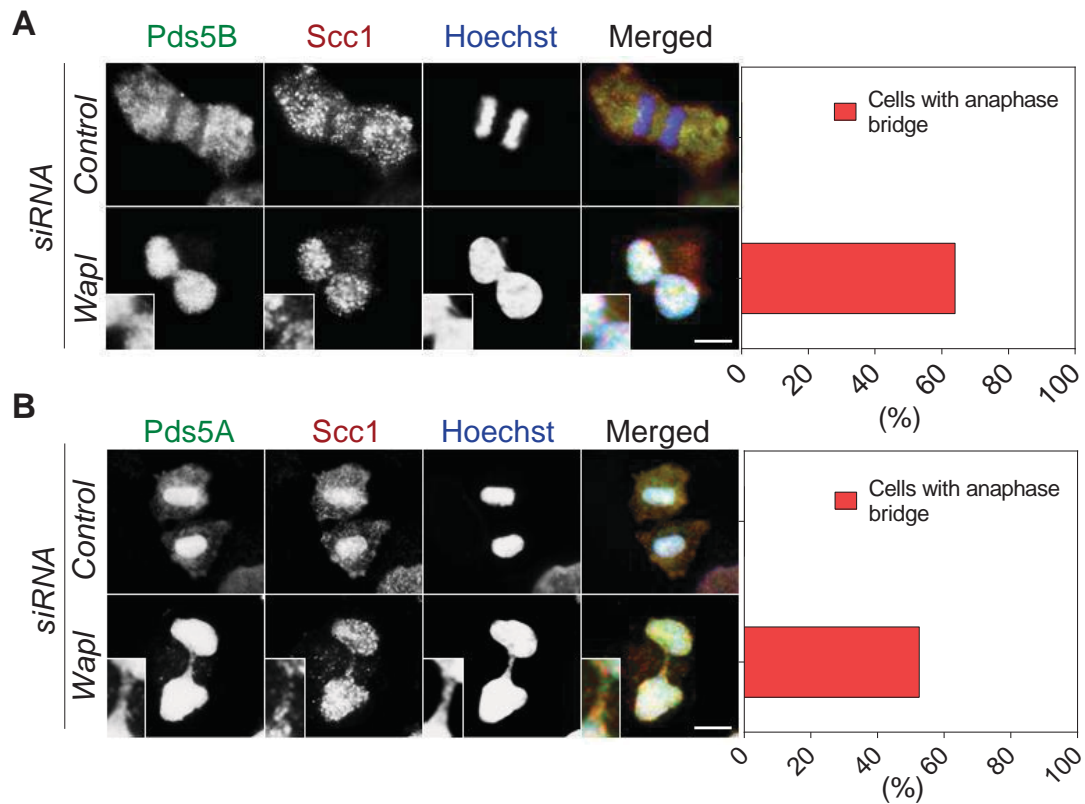 A
Pds5B Scc1 Hoechst Merged
siRNA
Control
Wapl
Cells with anaphase
bridge
0 20 40 60 80 100
(%)
B
Pds5A Scc1 Hoechst Merged
siRNA
Control
Wapl
Cells with anaphase
bridge
0 20 40 60 80 100
(%)